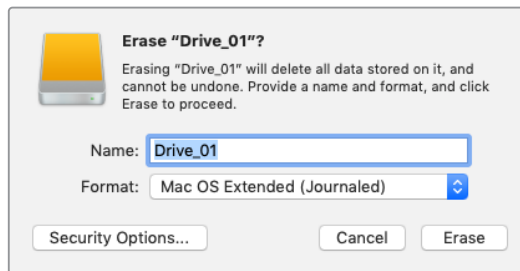 Erase “Drive_01”?
Erasing “Drive_01” will delete all data stored on it, and
cannot be undone. Provide a name and format, and click
Erase to proceed.
Name: Drive_01
Format: Mac OS Extended (Journaled)
Security Options... Cancel Erase